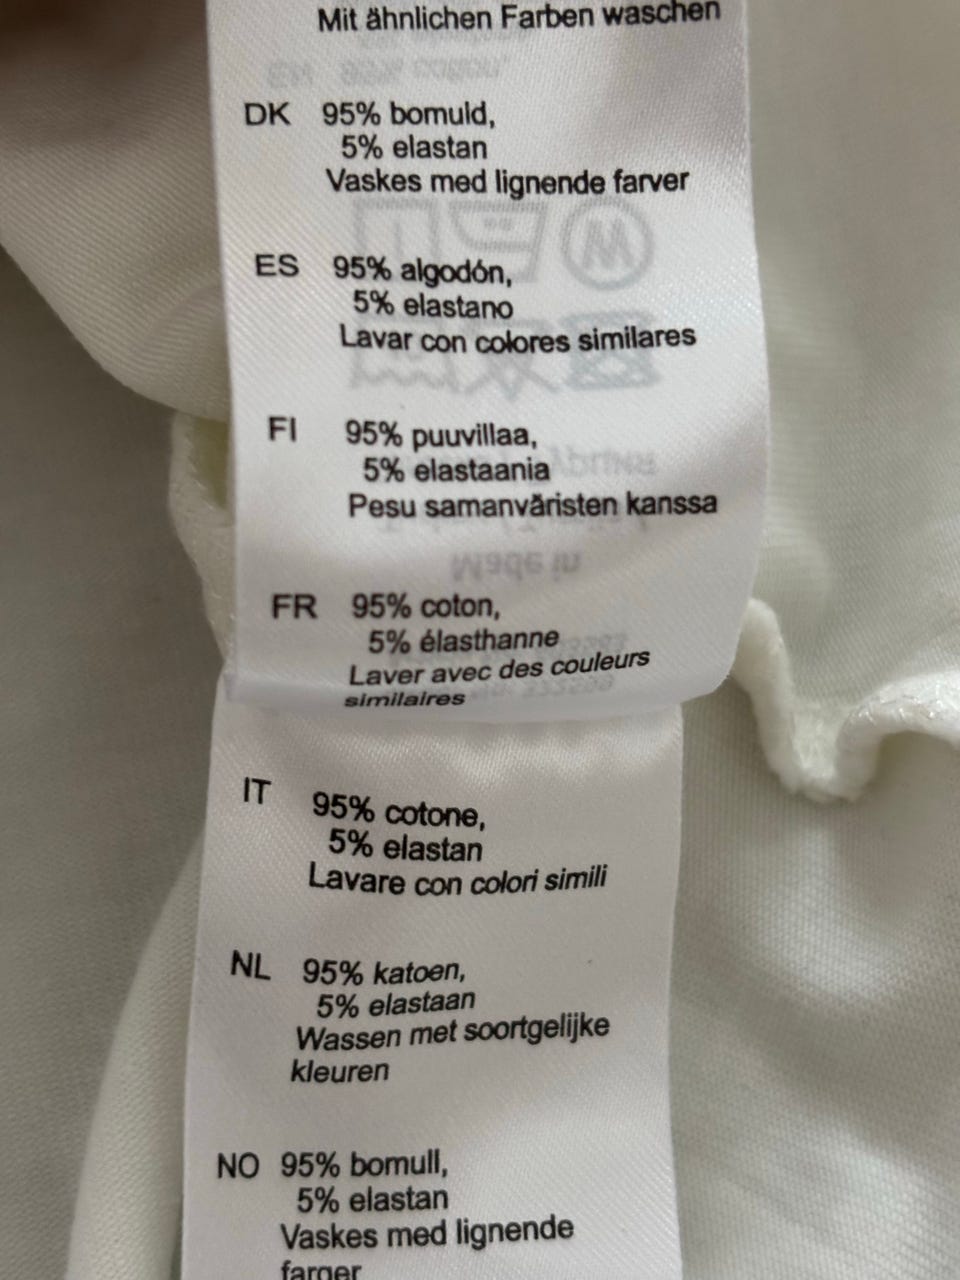 Mit ähnlichen Farben waschen
DK 95% bomuld,
5% elastan
Vaskes med lignende farver
ES 95% algodón,
5% elastano
Lavar con colores similares
FI 95% puuvillaa,
5% elastaania
Pesu samanväristen kanssa
Made in
FR 95% coton,
5% élasthanne
Laver avec des couleurs
similaires
IT 95% cotone,
5% elastan
Lavare con colori simili
NL 95% katoen,
5% elastaan
Wassen met soortgelijke
kleuren
NO 95% bomull,
5% elastan
Vaskes med lignende
farger